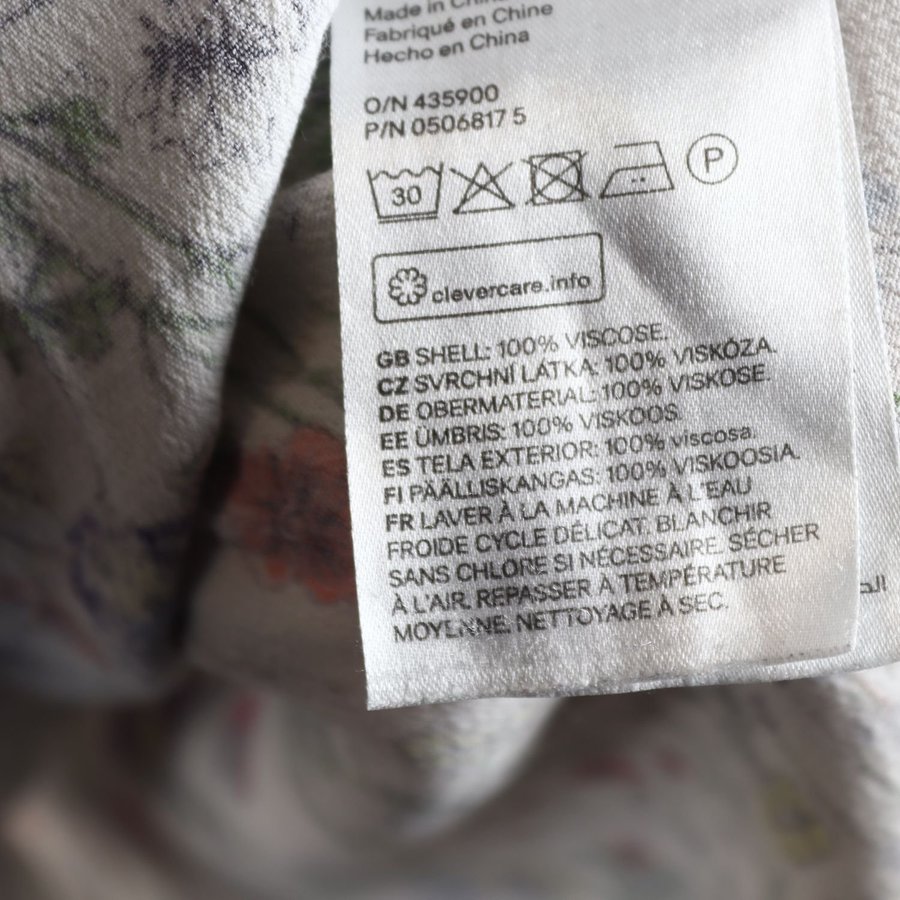 Made in China
Fabriqué en Chine
Hecho en China
O/N 435900
P/N 0506817 5
30
P
clevercare.info
GB SHELL: 100% VISCOSE.
CZ SVRCHNÍ LÁTKA: 100% VISKÓZA.
DE OBERMATERIAL: 100% VISKOSE.
EE ÜMBRIS: 100% VISKOOS.
ES TELA EXTERIOR: 100% viscosa.
FI PÄÄLLISKANGAS: 100% VISKOOSIA.
FR LAVER À LA MACHINE À L'EAU
FROIDE CYCLE DÉLICAT. BLANCHIR
SANS CHLORE SI NÉCESSAIRE. SÉCHER
À L'AIR. REPASSER À TEMPÉRATURE
MOYENNE. NETTOYAGE À SEC.